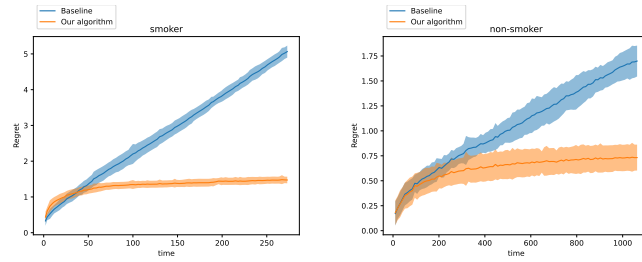 Baseline
Our algorithm
smoker
Regret
5
4
3
2
1
0
0 50 100 150 200 250
time
Baseline
Our algorithm
non-smoker
Regret
1.75
1.50
1.25
1.00
0.75
0.50
0.25
0.00
0 200 400 600 800 1000
time